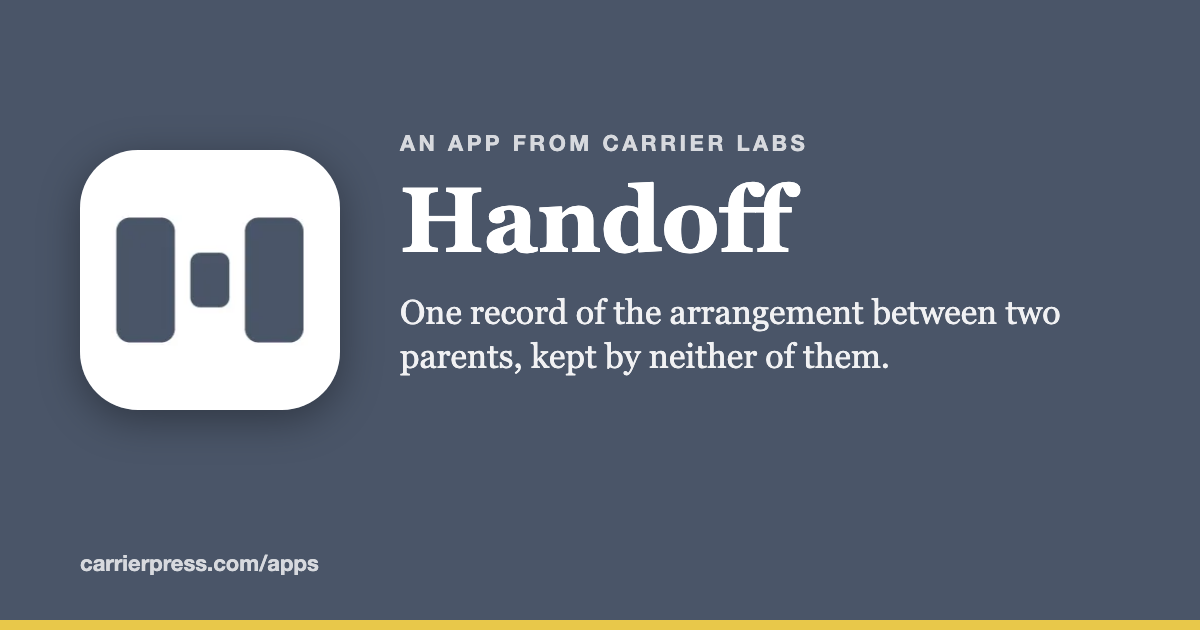 AN APP FROM CARRIER LABS
Handoff
One record of the arrangement between two
parents, kept by neither of them.
carrierpress.com/apps